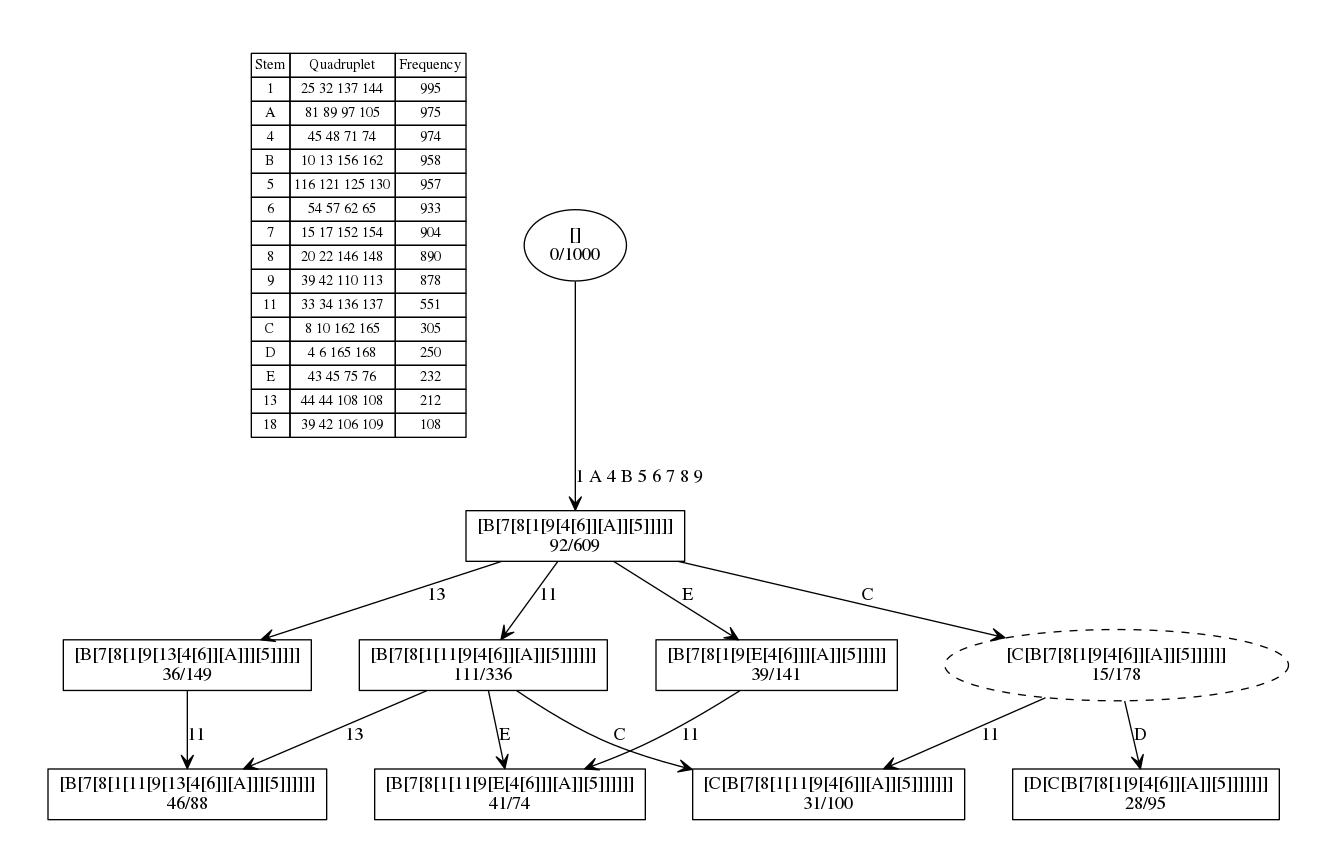 Stem Quadruplet Frequency
1 25 32 137 144 995
A 81 89 97 105 975
4 45 48 71 74 974
B 10 13 156 162 958
5 116 121 125 130 957
6 54 57 62 65 933
7 15 17 152 154 904
8 20 22 146 148 890
9 39 42 110 113 878
11 33 34 136 137 551
C 8 10 162 165 305
D 4 6 165 168 250
E 43 45 75 76 232
13 44 44 108 108 212
18 39 42 106 109 108
[]
0/1000
1 A 4 B 5 6 7 8 9
[B[7[8[1[9[4[6]][A]][5]]]]]
92/609
13 11 E C
[B[7[8[1[9[13[4[6]][A]]][5]]]]]
36/149
[B[7[8[1[11[9[4[6]][A]][5]]]]]]
111/336
[B[7[8[1[9[E[4[6]]][A]][5]]]]]
39/141
[C[B[7[8[1[9[4[6]][A]][5]]]]]]
15/178
11 13 E C 11 11 D
[B[7[8[1[11[9[13[4[6]][A]]][5]]]]]]
46/88
[B[7[8[1[11[9[E[4[6]]][A]][5]]]]]]
41/74
[C[B[7[8[1[11[9[4[6]][A]][5]]]]]]]
31/100
[D[C[B[7[8[1[9[4[6]][A]][5]]]]]]]
28/95